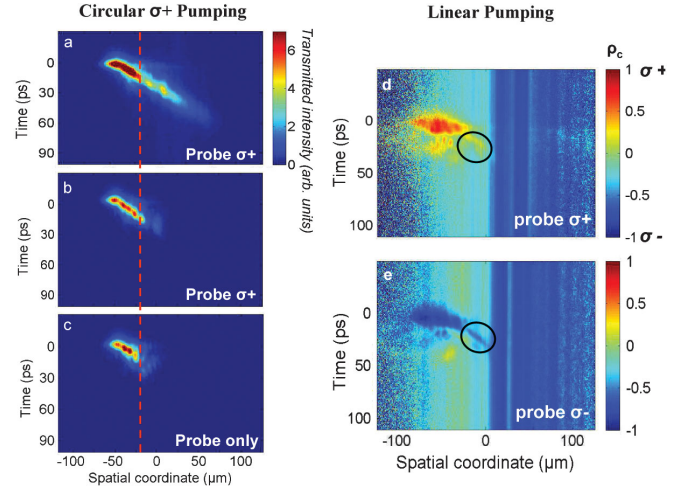 Circular σ+ Pumping
Linear Pumping
a
0
30
60
90
Time (ps)
Probe σ+
6
4
2
0
Transmitted Intensity (arb. units)
b
0
30
60
90
Time (ps)
Probe σ+
c
0
30
60
90
Time (ps)
Probe only
-100 -50 0 50 100
Spatial coordinate (μm)
ρc
d
0
50
100
Time (ps)
probe σ+
1 σ+
0.5
0
-0.5
-1 σ-
e
0
50
100
Time (ps)
probe σ-
1
0.5
0
-0.5
-1
-100 0 100
Spatial coordinate (μm)